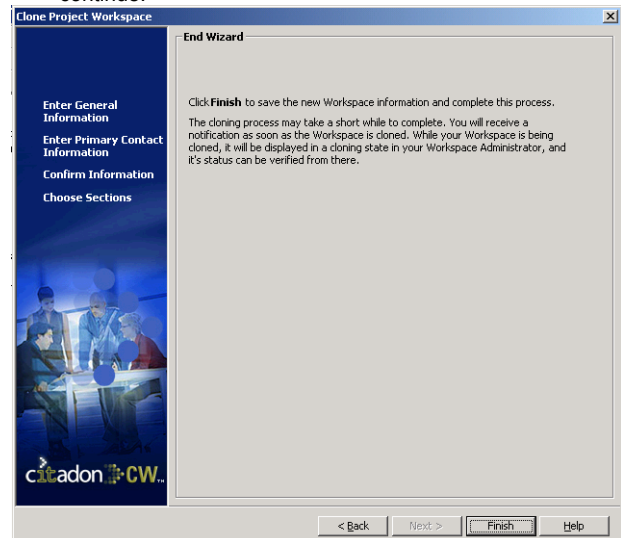 continue.
Clone Project Workspace
End Wizard
Enter General
Information
Enter Primary Contact
Information
Confirm Information
Choose Sections
Click Finish to save the new Workspace information and complete this process.
The cloning process may take a short while to complete. You will receive a
notification as soon as the Workspace is cloned. While your Workspace is being
cloned, it will be displayed in a cloning state in your Workspace Administrator, and
it's status can be verified from there.
citadon CW™
< Back Next > Finish Help